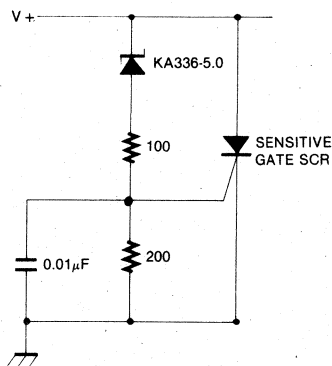 V+
KA336-5.0
100
SENSITIVE
GATE SCR
200
0.01μF